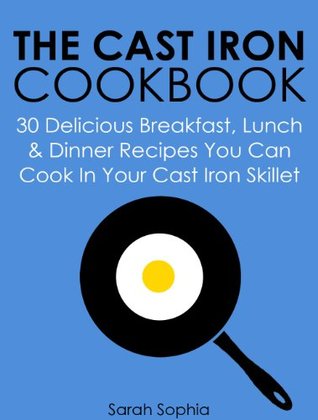 THE CAST IRON
COOKBOOK
30 Delicious Breakfast, Lunch
& Dinner Recipes You Can
Cook In Your Cast Iron Skillet
Sarah Sophia